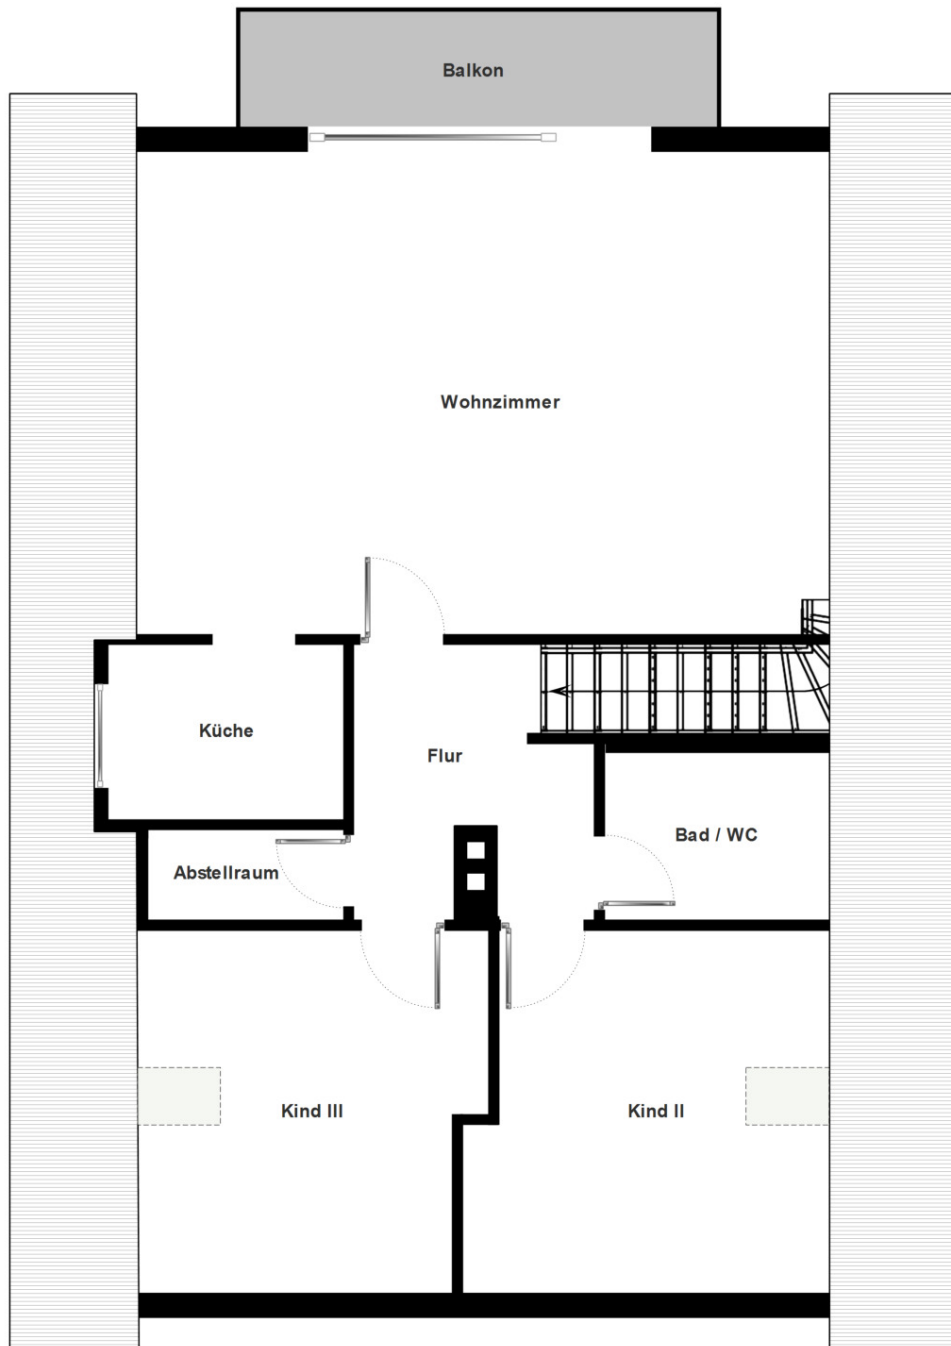 Balkon
Wohnzimmer
Küche
Flur
Bad / WC
Abstellraum
Kind III
Kind II